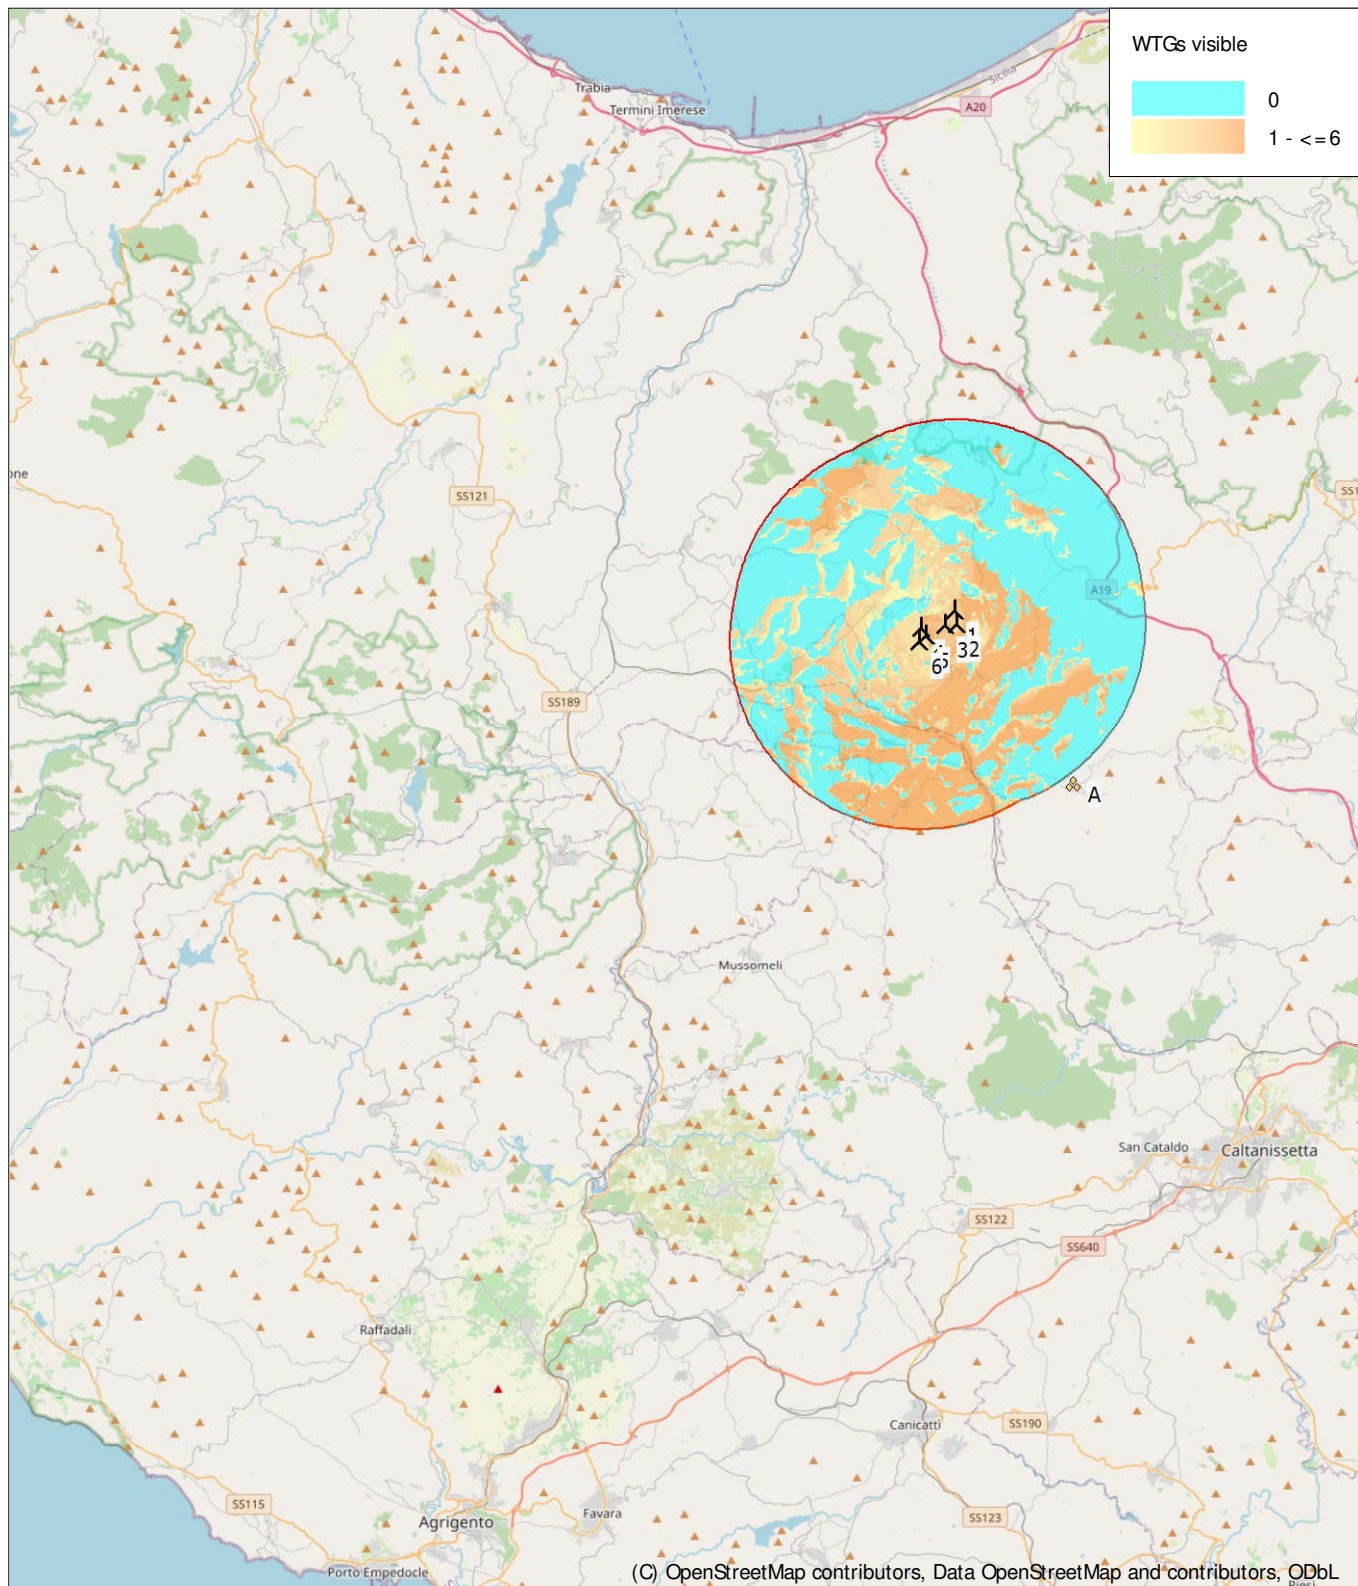 WTGs visible
0
1 - <=6
Trabia
Termini Imerese
Sicilia
A20
one
SS121
SS1
A19
1
32
6
SS189
A
Mussomeli
San Cataldo
Caltanissetta
SS122
SS640
Raffadali
Canicattì
SS190
SS115
Agrigento
Favara
SS123
Porto Empedocle
(C) OpenStreetMap contributors, Data OpenStreetMap and contributors, ODbL